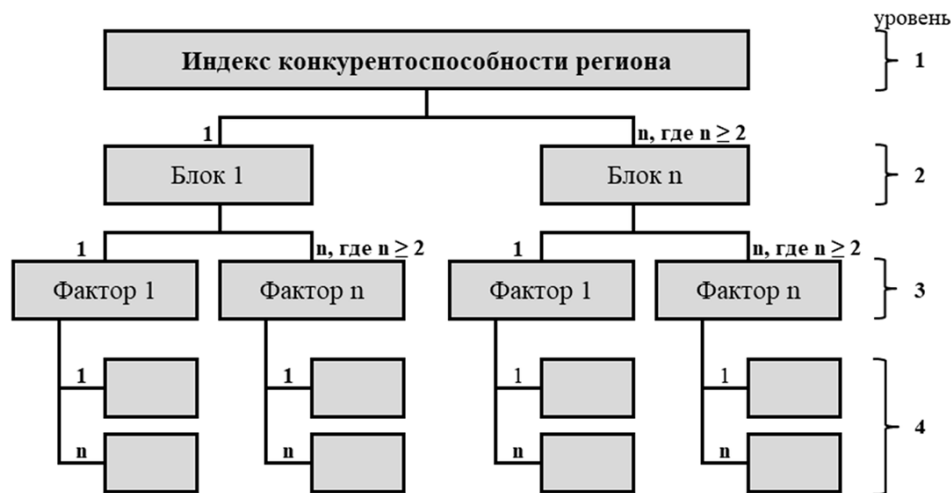 уровень
Индекс конкурентоспособности региона
1
1
n, где n ≥ 2
Блок 1
Блок n
2
1
n, где n ≥ 2
1
n, где n ≥ 2
Фактор 1
Фактор n
Фактор 1
Фактор n
3
1
1
1
1
4
n
n
n
n